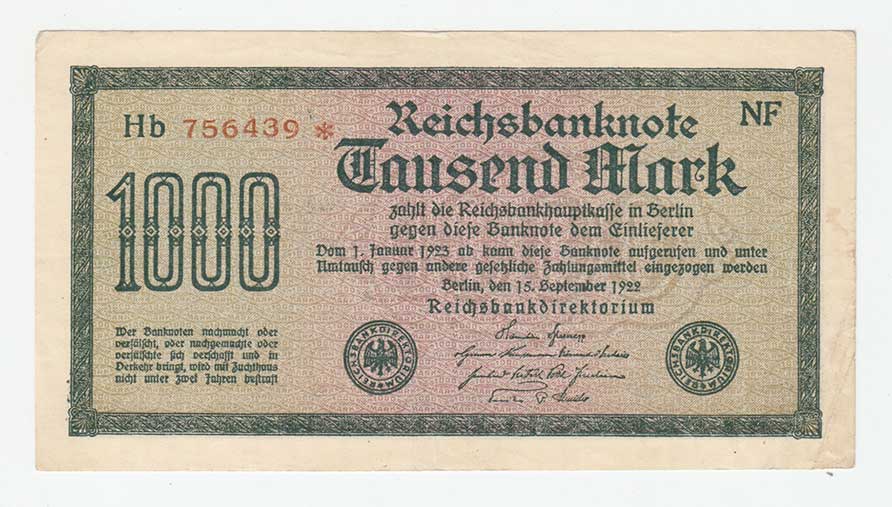 Hb 756439 *
NF
Reichsbanknote
Tausend Mark
1000
zahlt die Reichsbankhauptkasse in Berlin
gegen diese Banknote dem Einlieferer
Vom 1. Januar 1923 ab kann diese Banknote aufgerufen und unter
Umtausch gegen andere gesetzliche Zahlungsmittel eingezogen werden
Berlin, den 15. September 1922
Reichsbankdirektorium
Wer Banknoten nachmacht oder
verfälscht, oder nachgemachte oder
verfälschte sich verschafft und in
Verkehr bringt, wird mit Zuchthaus
nicht unter zwei Jahren bestraft
REICHSBANKDIREKTORIUM
REICHSBANKDIREKTORIUM